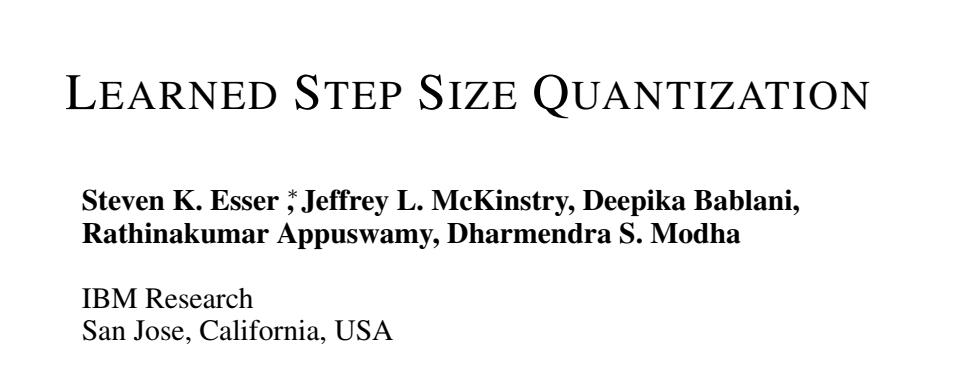 LEARNED STEP SIZE QUANTIZATION
Steven K. Esser,* Jeffrey L. McKinstry, Deepika Bablani,
Rathinakumar Appuswamy, Dharmendra S. Modha
IBM Research
San Jose, California, USA